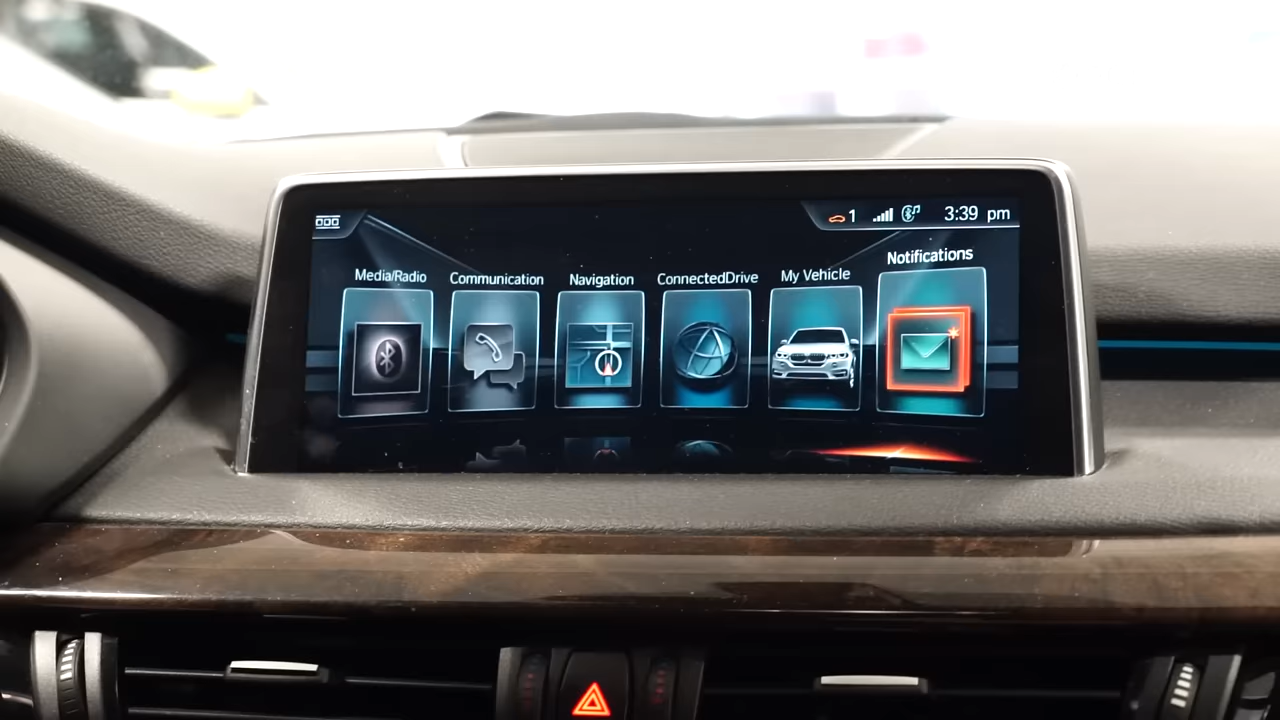 1 3:39 pm
Media/Radio
Communication
Navigation
ConnectedDrive
My Vehicle
Notifications